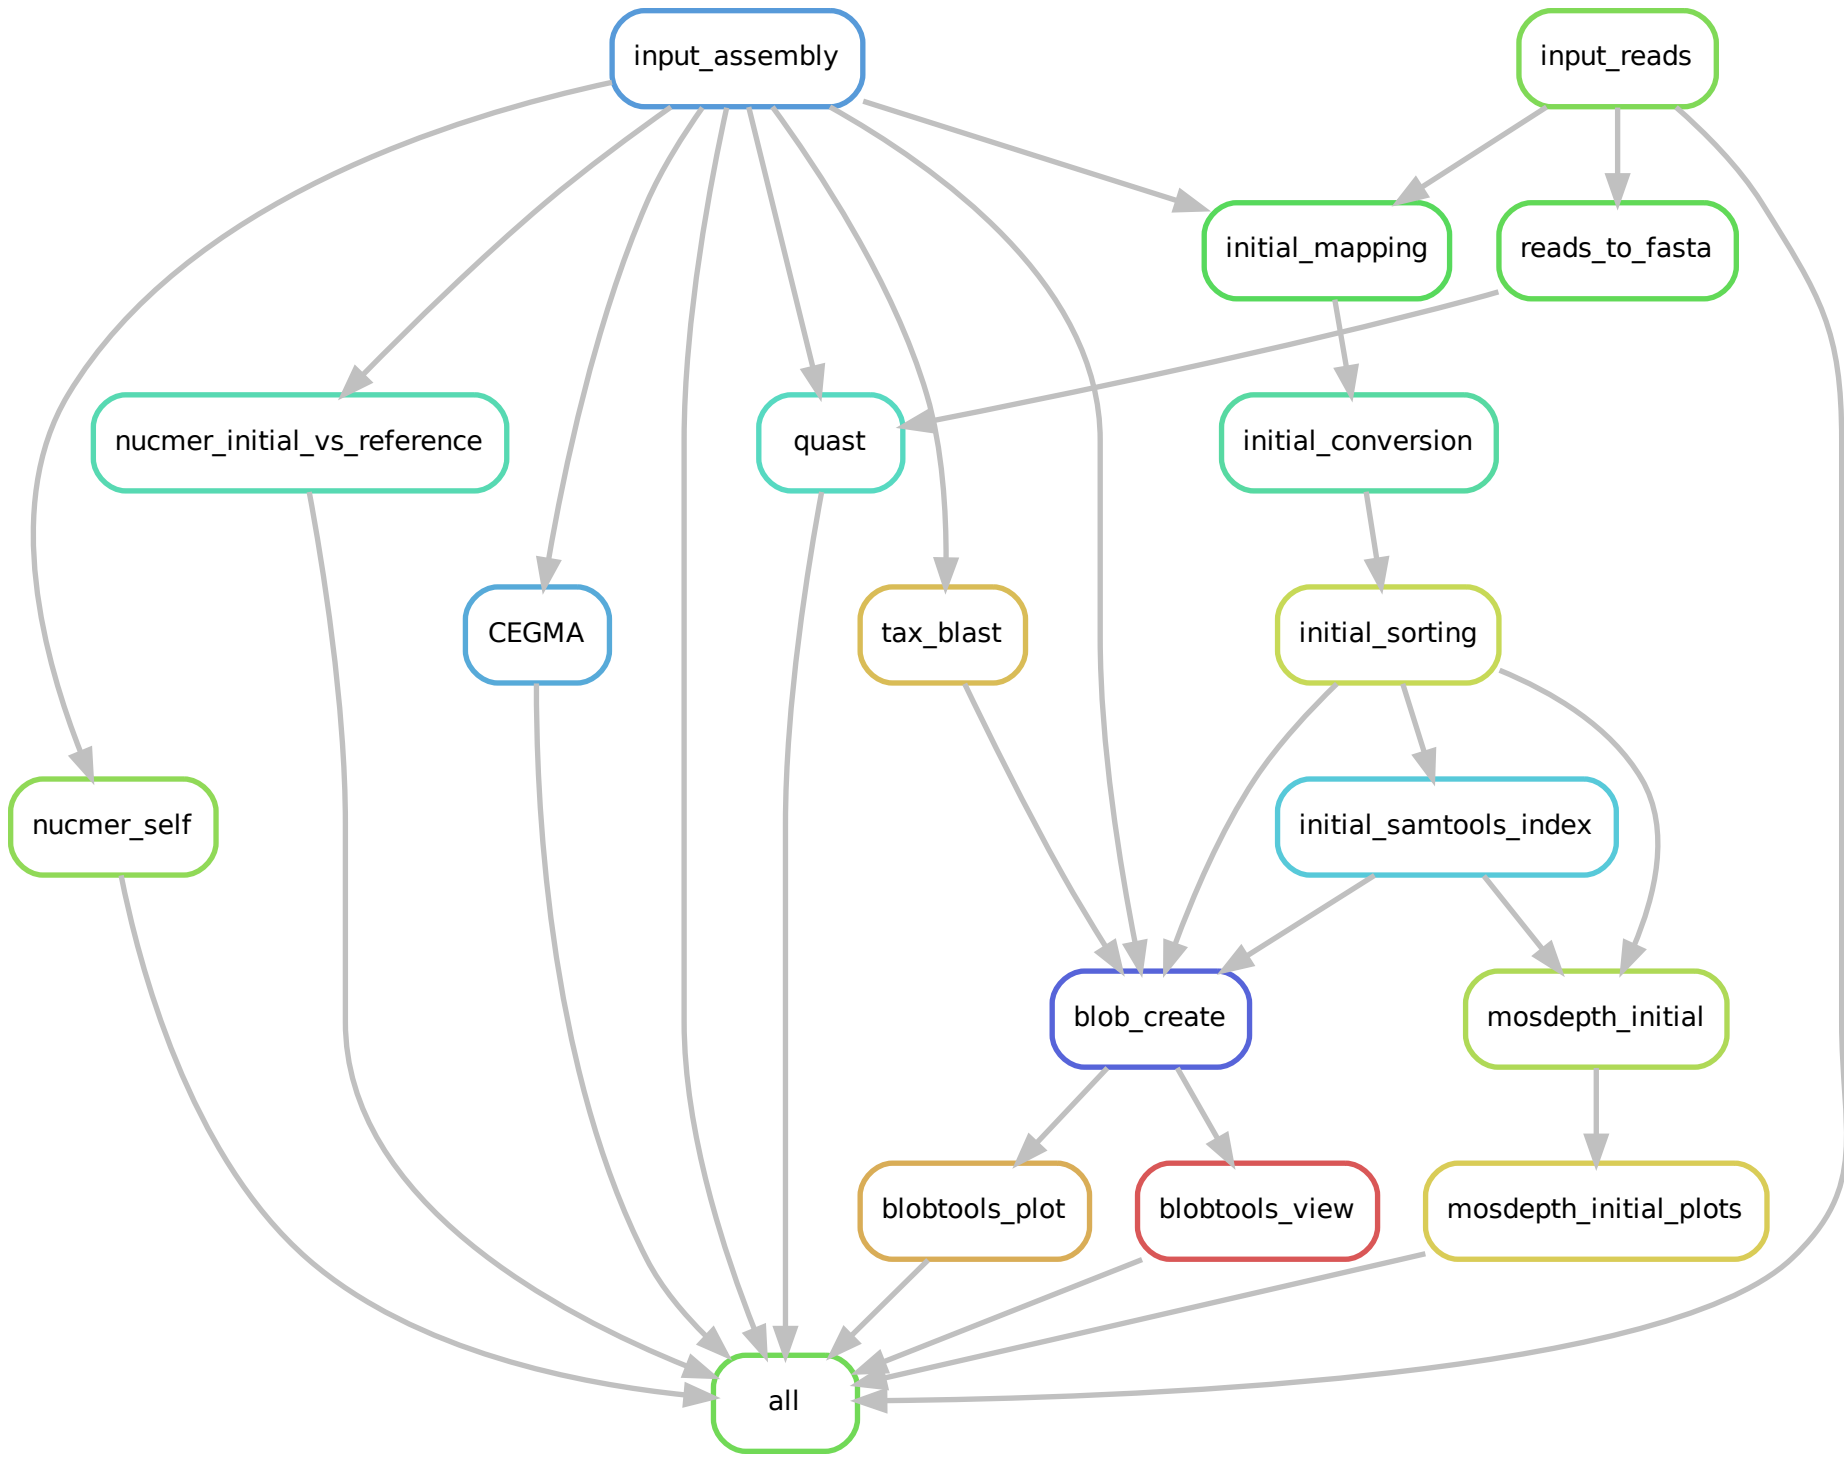 input_assembly
input_reads
initial_mapping
reads_to_fasta
nucmer_initial_vs_reference
quast
initial_conversion
CEGMA
tax_blast
initial_sorting
nucmer_self
initial_samtools_index
blob_create
mosdepth_initial
blobtools_plot
blobtools_view
mosdepth_initial_plots
all